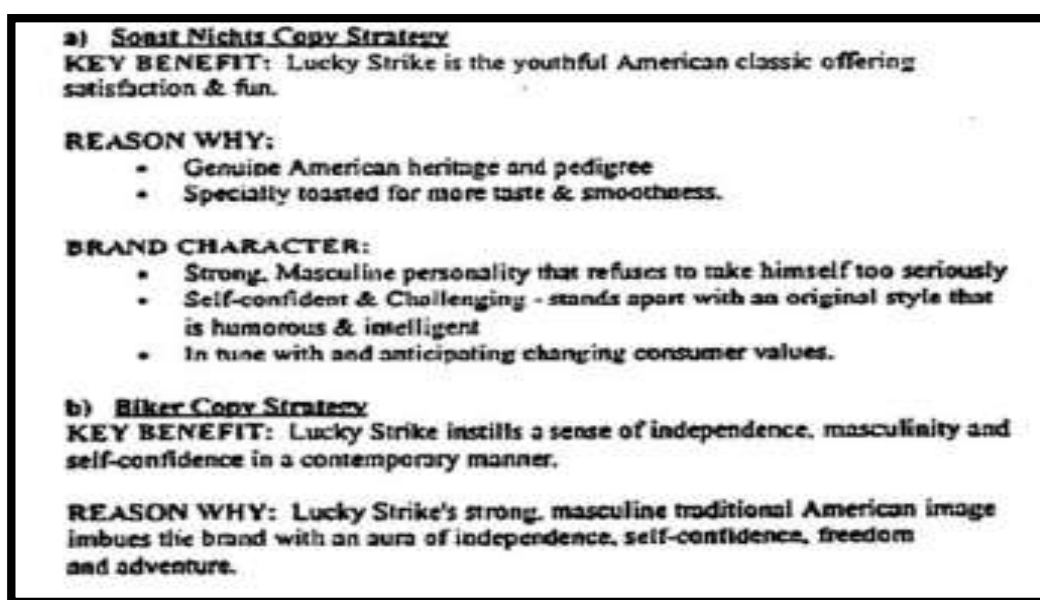 a) Sonst Nichts Copy Strategy
KEY BENEFIT: Lucky Strike is the youthful American classic offering
satisfaction & fun.
REASON WHY:
• Genuine American heritage and pedigree
• Specially toasted for more taste & smoothness.
BRAND CHARACTER:
• Strong, Masculine personality that refuses to take himself too seriously
• Self-confident & Challenging - stands apart with an original style that
is humorous & intelligent
• In tune with and anticipating changing consumer values.
b) Biker Copy Strategy
KEY BENEFIT: Lucky Strike instills a sense of independence, masculinity and
self-confidence in a contemporary manner.
REASON WHY: Lucky Strike's strong, masculine traditional American image
imbues the brand with an aura of independence, self-confidence, freedom
and adventure.